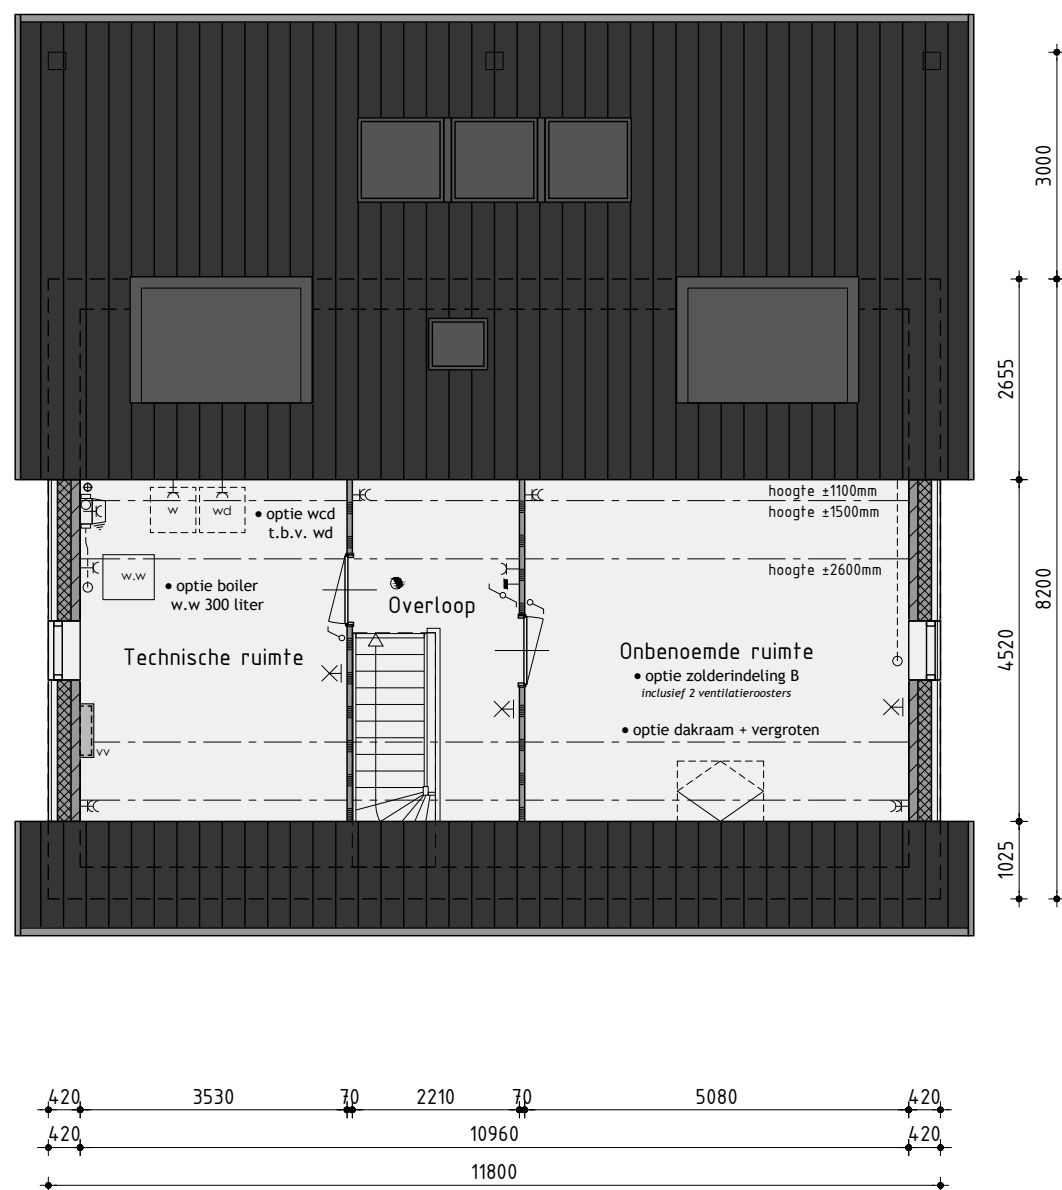 3000
2655
hoogte ±1100mm
hoogte ±1500mm
w
wd
• optie wcd
t.b.v. wd
hoogte ±2600mm
w.w
• optie boiler
w.w 300 liter
Overloop
8200
4520
Technische ruimte
Onbenoemde ruimte
• optie zolderindeling B
inclusief 2 ventilatieroosters
• optie dakraam + vergroten
vv
1025
420 3530 70 2210 70 5080 420
420 10960 420
11800